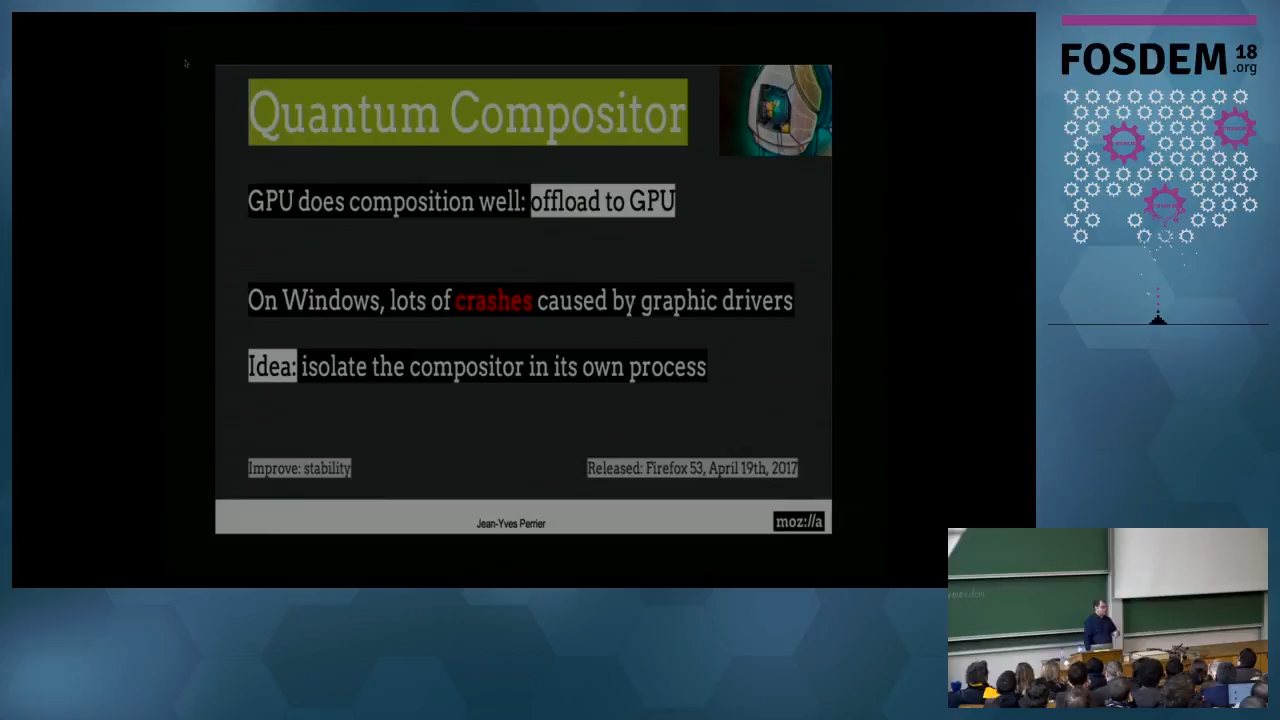 Quantum Compositor
GPU does composition well: offload to GPU
On Windows, lots of crashes caused by graphic drivers
Idea: isolate the compositor in its own process
Improve: stability
Released: Firefox 53, April 19th, 2017
Jean-Yves Perrier
moz://a
FOSDEM 18
.org